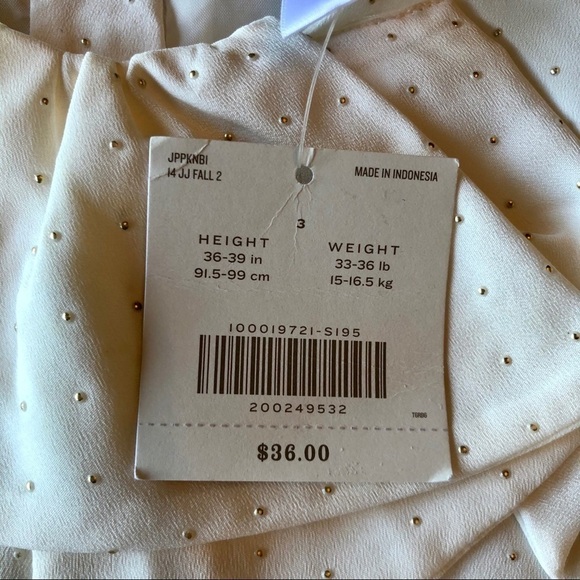 JPPKNB1
14 JJ FALL 2
MADE IN INDONESIA
3
HEIGHT
36-39 in
91.5-99 cm
WEIGHT
33-36 lb
15-16.5 kg
100019721-S195
200249532
$36.00